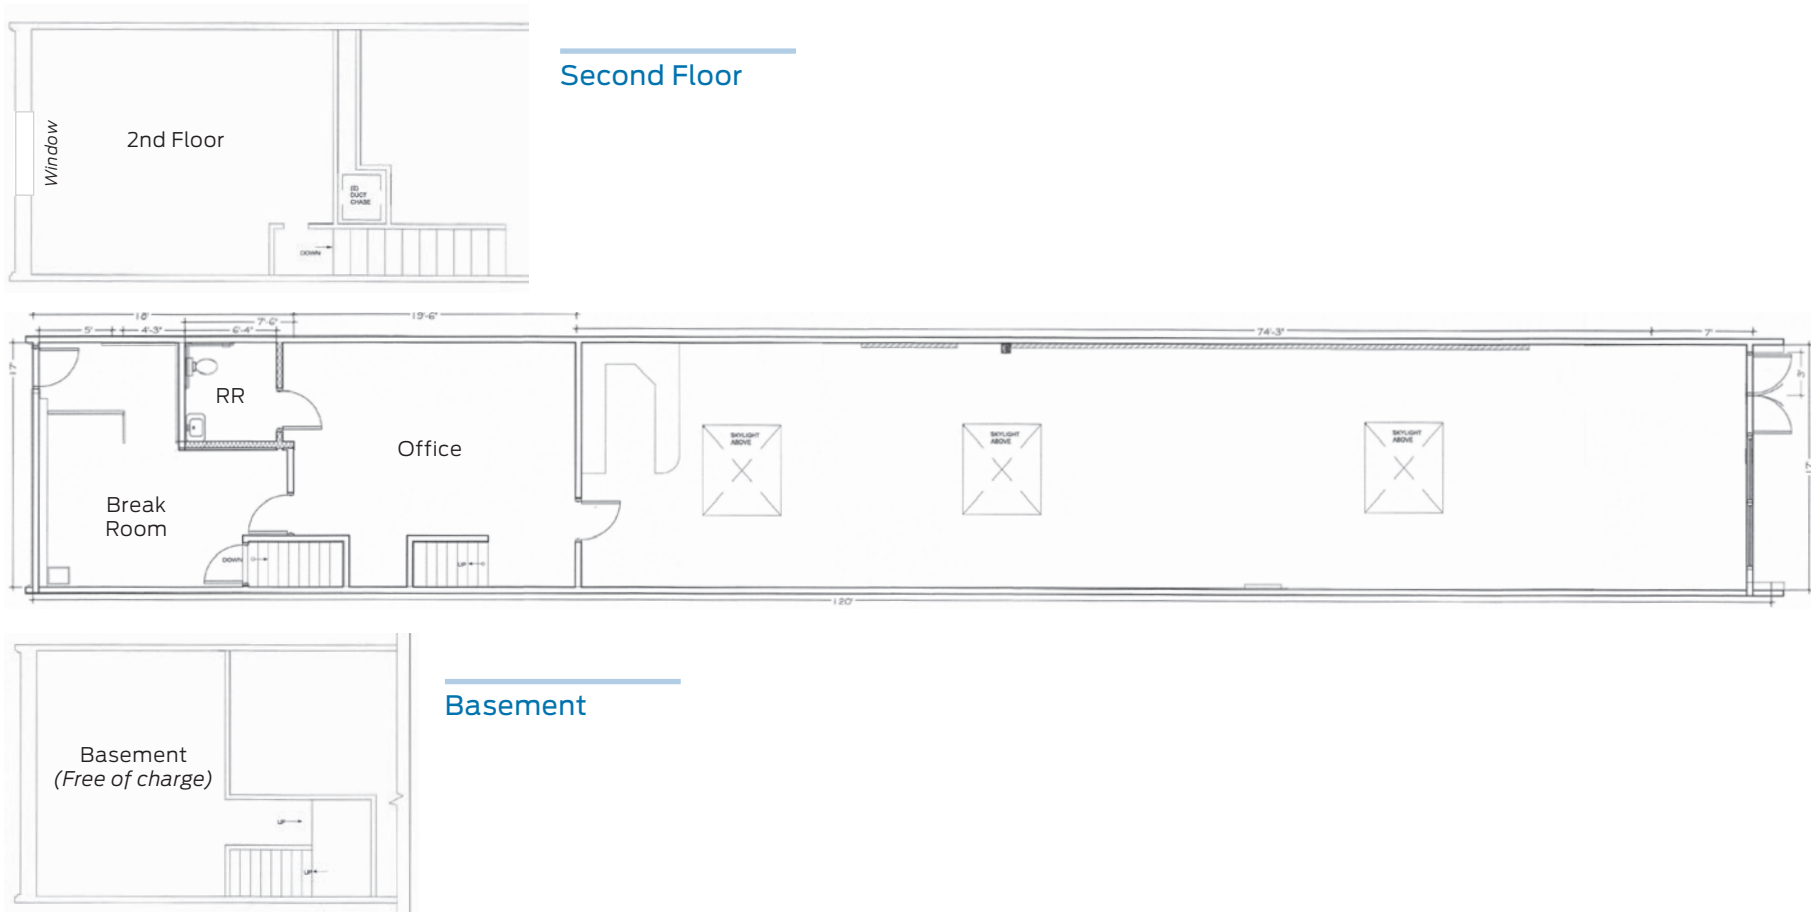 Second Floor
2nd Floor
Window
(E)
DUCT
CHASE
DOWN
18'
19'-6"
7'-6"
5'
4'-3"
6'-4"
74'-3"
7'
17'
3'
RR
Office
SKYLIGHT
ABOVE
SKYLIGHT
ABOVE
SKYLIGHT
ABOVE
17'
Break
Room
DOWN
UP
120'
Basement
Basement
(Free of charge)
UP
UP